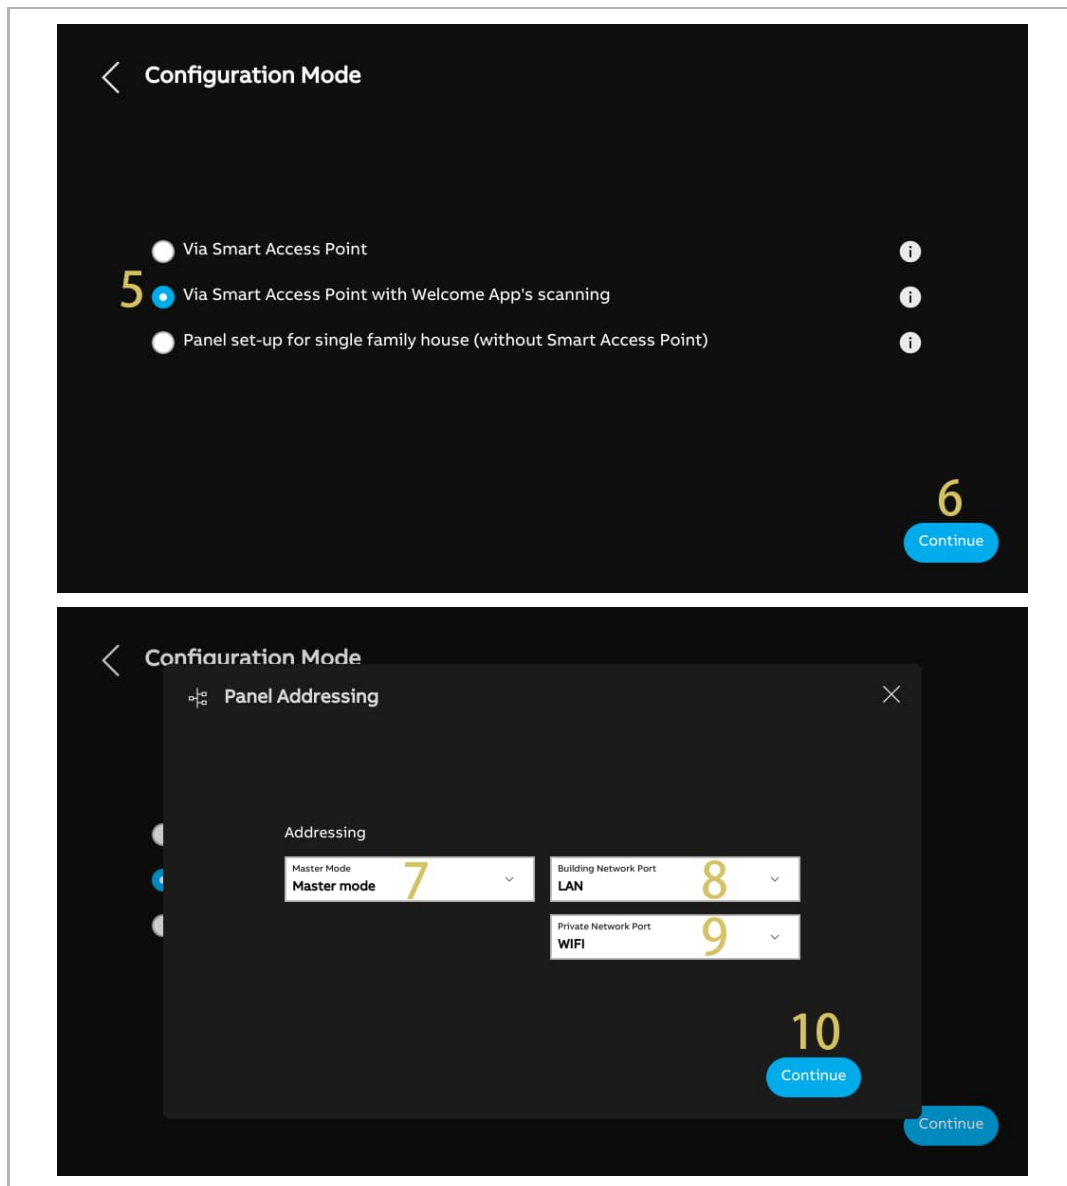 Configuration Mode
Via Smart Access Point
5 Via Smart Access Point with Welcome App's scanning
Panel set-up for single family house (without Smart Access Point)
6
Continue
Configuration Mode
Panel Addressing
Addressing
Master Mode
Master mode
7
Building Network Port
LAN
8
Private Network Port
WIFI
9
10
Continue
Continue